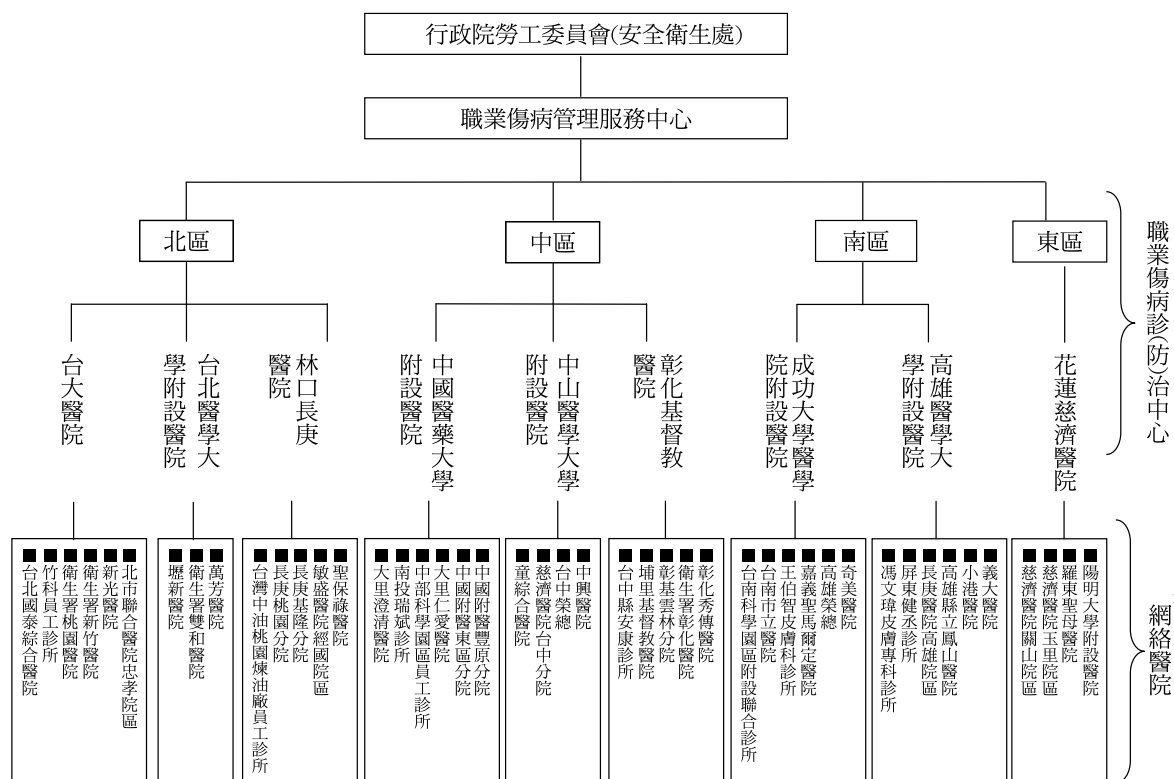 行政院勞工委員會(安全衛生處)
職業傷病管理服務中心
北區
中區
南區
東區
職業傷病診(防)治中心
台大醫院
台北醫學大
學附設醫院
林口長庚
醫院
中國醫藥大學
附設醫院
中山醫學大學
附設醫院
彰化基督教
醫院
成功大學醫學
院附設醫院
高雄醫學大
學附設醫院
花蓮慈濟醫院
網絡醫院
■北市聯合醫院忠孝院區
■新光醫院
■衛生署新竹醫院
■衛生署桃園醫院
■竹科員工診所
■台北國泰綜合醫院
■萬芳醫院
■衛生署雙和醫院
■壢新醫院
■聖保祿醫院
■敏盛醫院經國院區
■長庚基隆分院
■長庚桃園分院
■台灣中油桃園煉油廠員工診所
■中國附醫豐原分院
■中國附醫東區分院
■大里仁愛醫院
■中部科學園區員工診所
■南投瑞斌診所
■大里澄清醫院
■中興醫院
■台中榮總
■慈濟醫院台中分院
■童綜合醫院
■彰化秀傳醫院
■衛生署彰化醫院
■彰基雲林分院
■埔里基督教醫院
■台中縣安康診所
■奇美醫院
■高雄榮總
■嘉義聖馬爾定醫院
■王伯智皮膚科診所
■台南市立醫院
■台南科學園區附設聯合診所
■義大醫院
■小港醫院
■高雄縣立鳳山醫院
■長庚醫院高雄院區
■屏東健丞診所
■馮文瑋皮膚專科診所
■陽明大學附設醫院
■羅東聖母醫院
■慈濟醫院玉里院區
■慈濟醫院關山院區